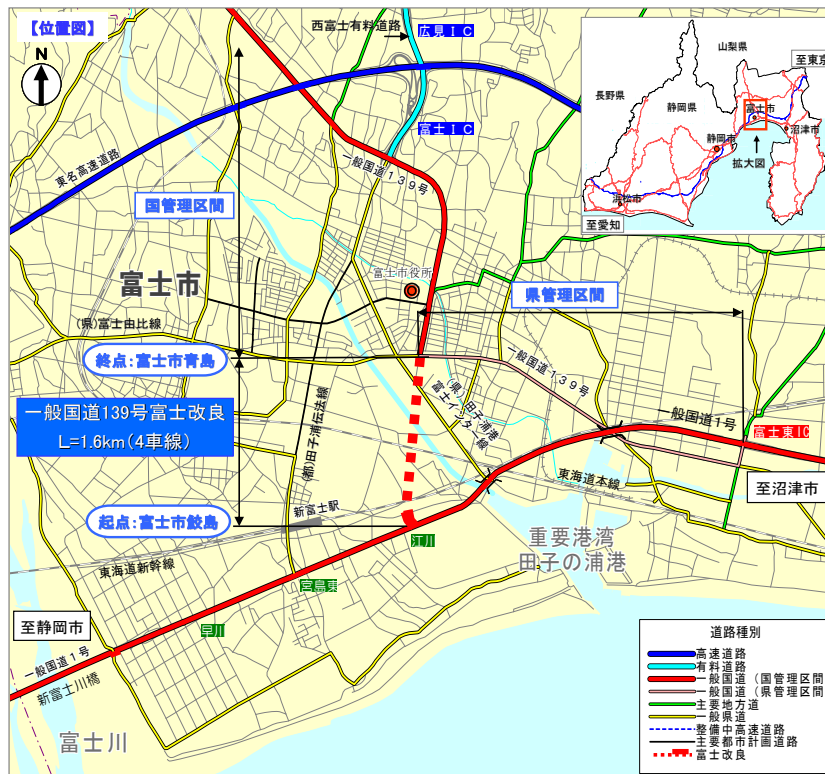 【位置図】
N
西富士有料道路
広見IC
富士IC
東名高速道路
一般国道139号
国管理区間
富士市
富士市役所
県管理区間
(県)富士由比線
終点:富士市青島
一般国道139号
(県)田子浦港
富士インター線
(都)田子浦伝法線
一般国道139号富士改良
L=1.6km(4車線)
一般国道1号
富士東IC
東海道本線
至沼津市
新富士駅
起点:富士市鮫島
江川
重要港湾
田子の浦港
東海道新幹線
宮島東
早川
至静岡市
一般国道1号
新富士川橋
富士川
山梨県
至東京
長野県
静岡県
富士市
沼津市
静岡市
拡大図
浜松市
至愛知
道路種別
高速道路
有料道路
一般国道(国管理区間
一般国道(県管理区間
主要地方道
一般県道
整備中高速道路
主要都市計画道路
富士改良